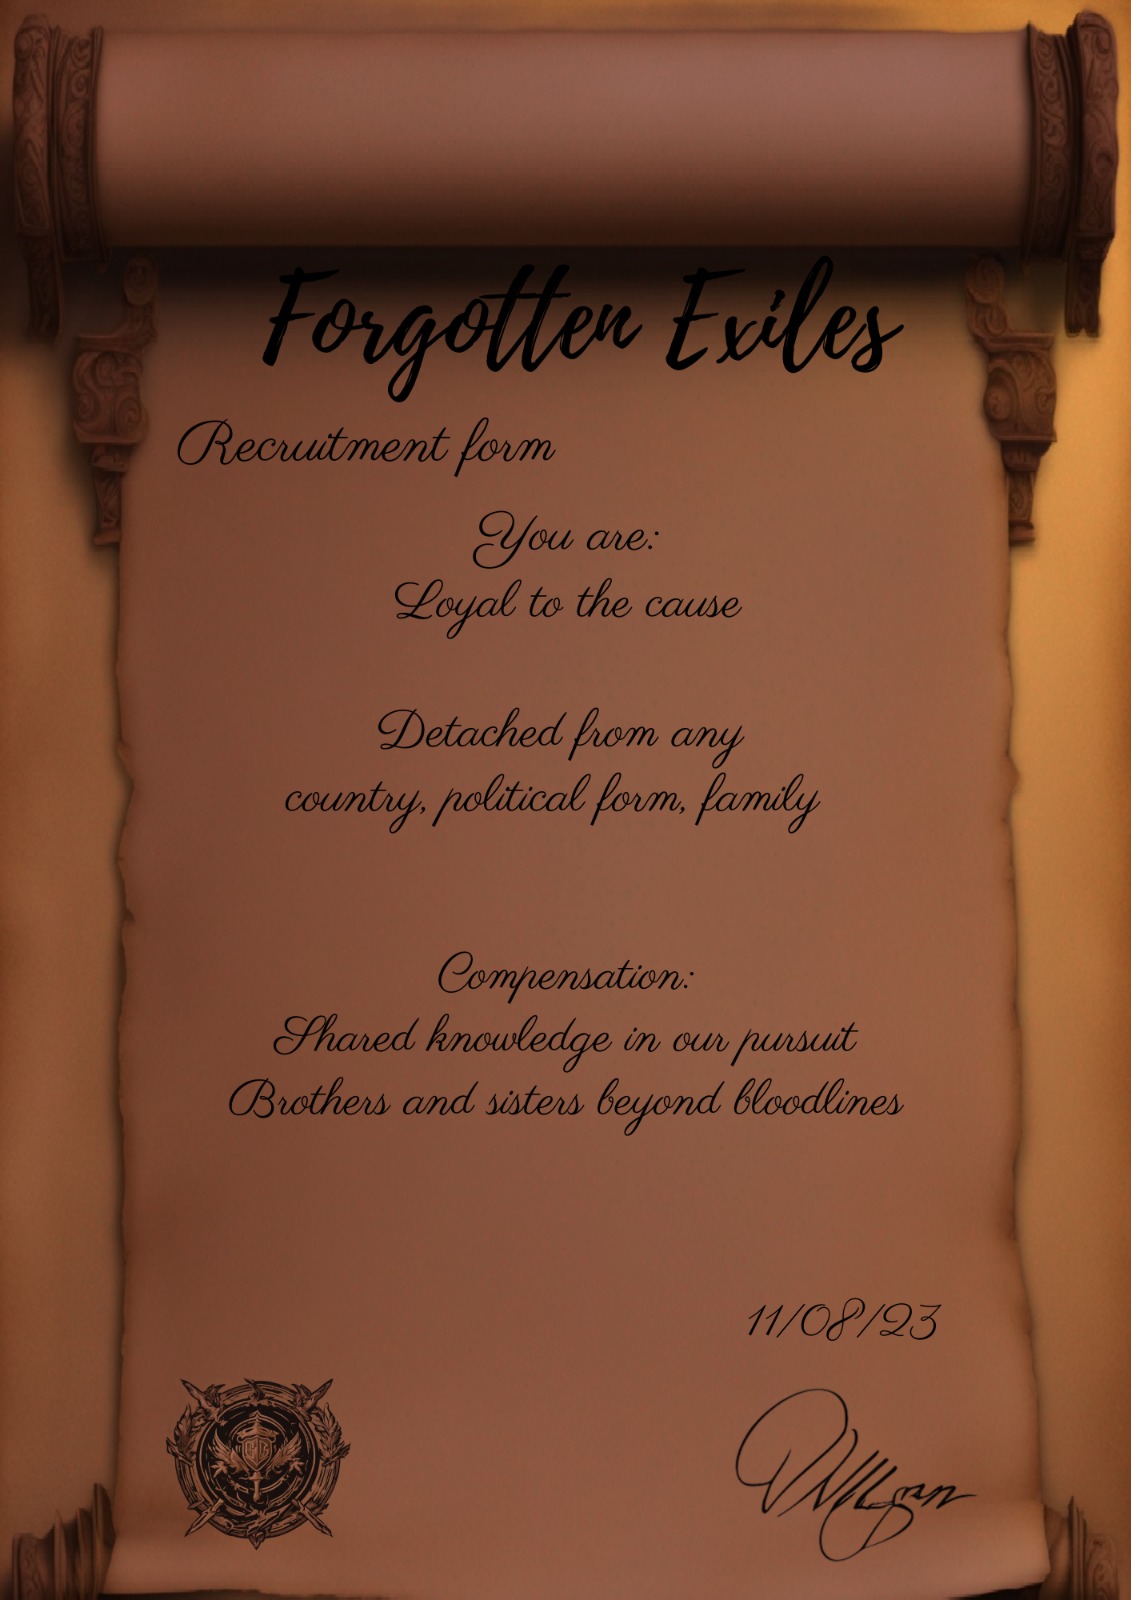 Forgotten Exiles
Recruitment form
You are:
Loyal to the cause
Detached from any
country, political form, family
Compensation:
Shared knowledge in our pursuit
Brothers and sisters beyond bloodlines
11/08/23